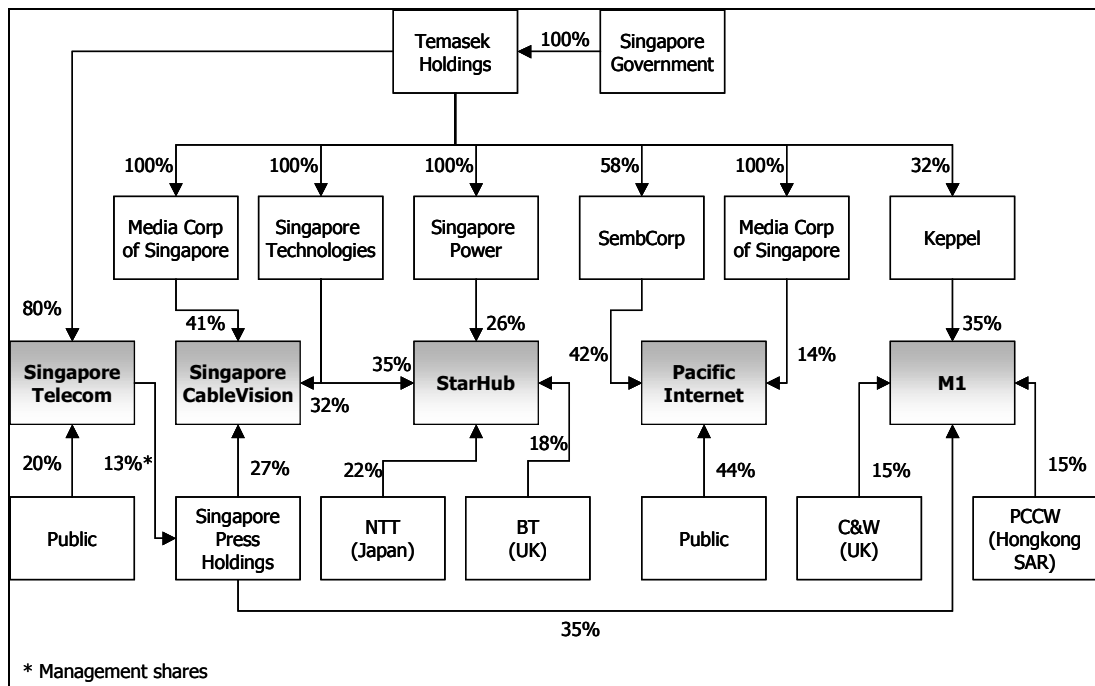 Temasek
Holdings
100%
Singapore
Government
100%
100%
100%
58%
100%
32%
Media Corp
of Singapore
Singapore
Technologies
Singapore
Power
SembCorp
Media Corp
of Singapore
Keppel
80%
41%
26%
35%
Singapore
Telecom
Singapore
CableVision
32%
35%
StarHub
42%
Pacific
Internet
14%
M1
20%
13%*
27%
22%
18%
44%
15%
15%
Public
Singapore
Press
Holdings
NTT
(Japan)
BT
(UK)
Public
C&W
(UK)
PCCW
(Hongkong
SAR)
35%
* Management shares